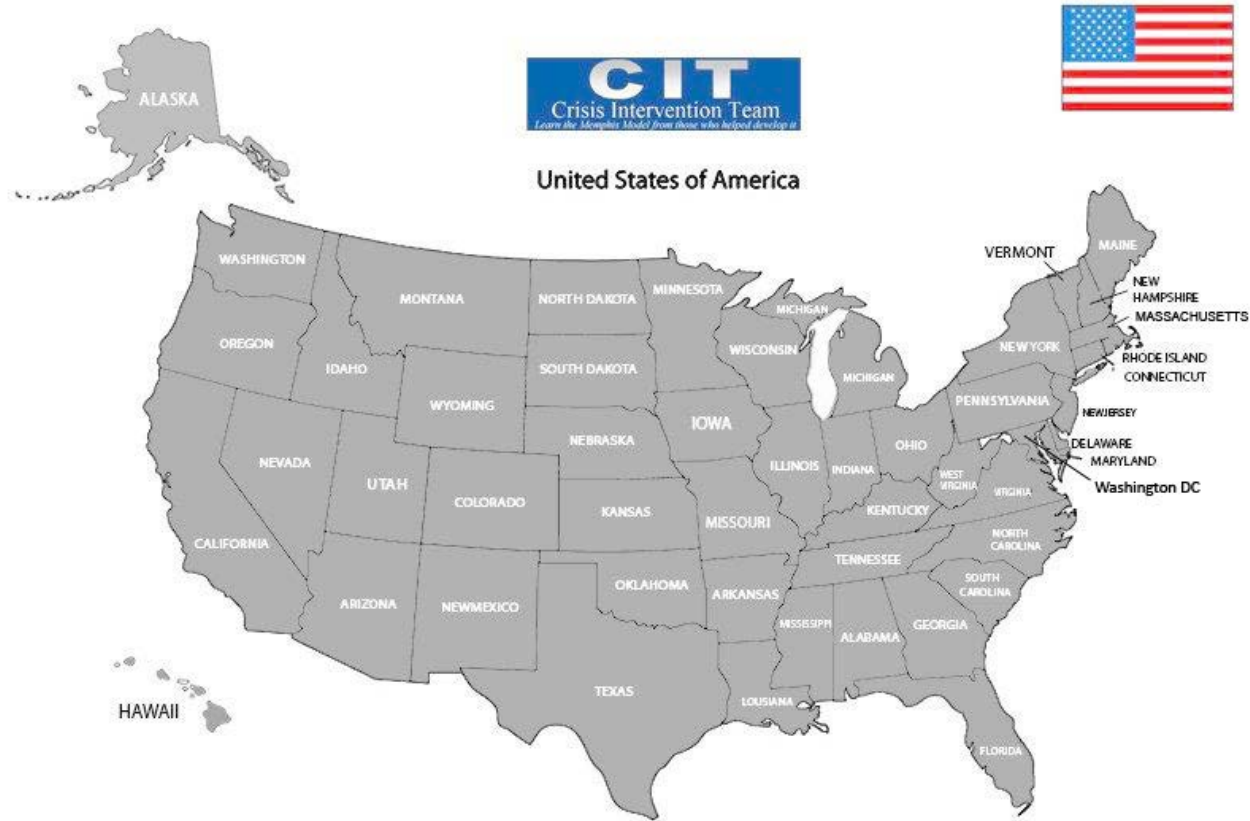 ALASKA
CIT
Crisis Intervention Team
Learn the Memphis Model from those who helped develop it
United States of America
WASHINGTON
MONTANA
NORTH DAKOTA
MINNESOTA
VERMONT
MAINE
NEW
HAMPSHIRE
MASSACHUSETTS
OREGON
IDAHO
SOUTH DAKOTA
WISCONSIN
MICHIGAN
MICHIGAN
NEW YORK
RHODE ISLAND
CONNECTICUT
WYOMING
IOWA
PENNSYLVANIA
NEWJERSEY
NEVADA
UTAH
COLORADO
NEBRASKA
ILLINOIS
INDIANA
OHIO
DELAWARE
MARYLAND
Washington DC
WEST
VIRGINIA
VIRGINIA
CALIFORNIA
KANSAS
MISSOURI
KENTUCKY
NORTH
CAROLINA
TENNESSEE
ARIZONA
NEWMEXICO
OKLAHOMA
ARKANSAS
SOUTH
CAROLINA
MISSISSIPPI
ALABAMA
GEORGIA
HAWAII
TEXAS
LOUSIANA
FLORIDA